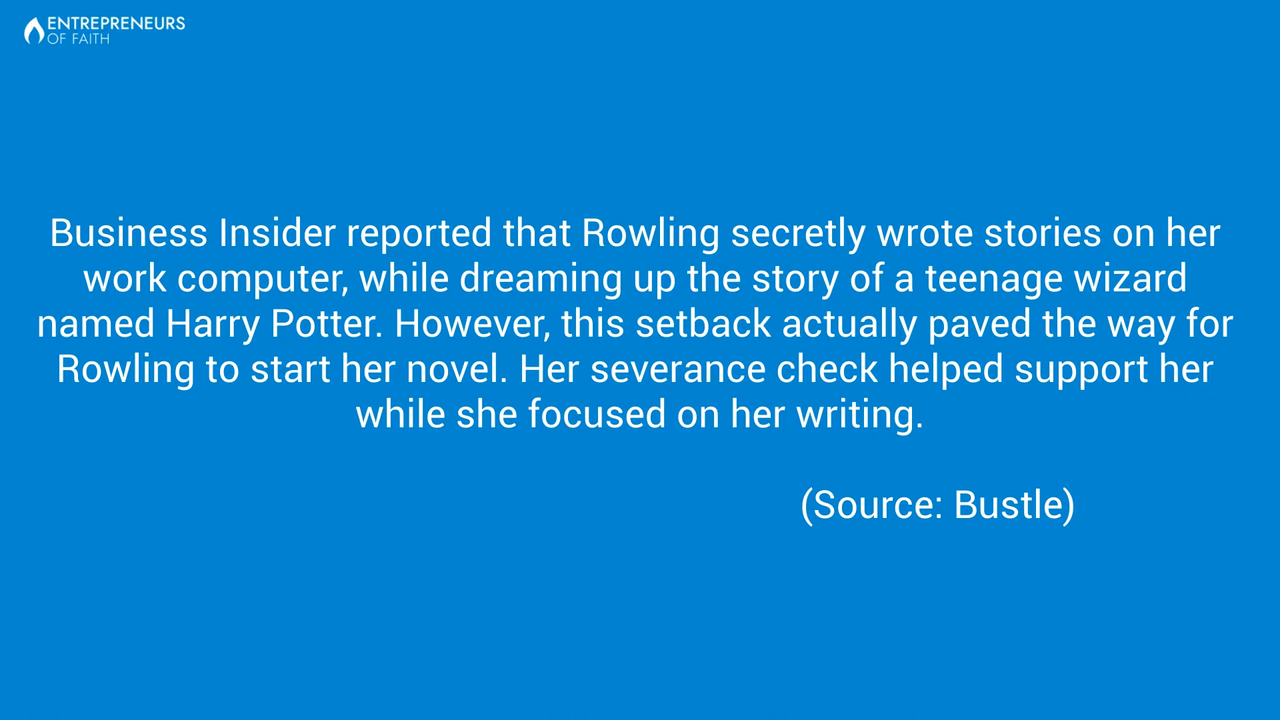 ENTREPRENEURS
OF FAITH
Business Insider reported that Rowling secretly wrote stories on her
work computer, while dreaming up the story of a teenage wizard
named Harry Potter. However, this setback actually paved the way for
Rowling to start her novel. Her severance check helped support her
while she focused on her writing.
(Source: Bustle)